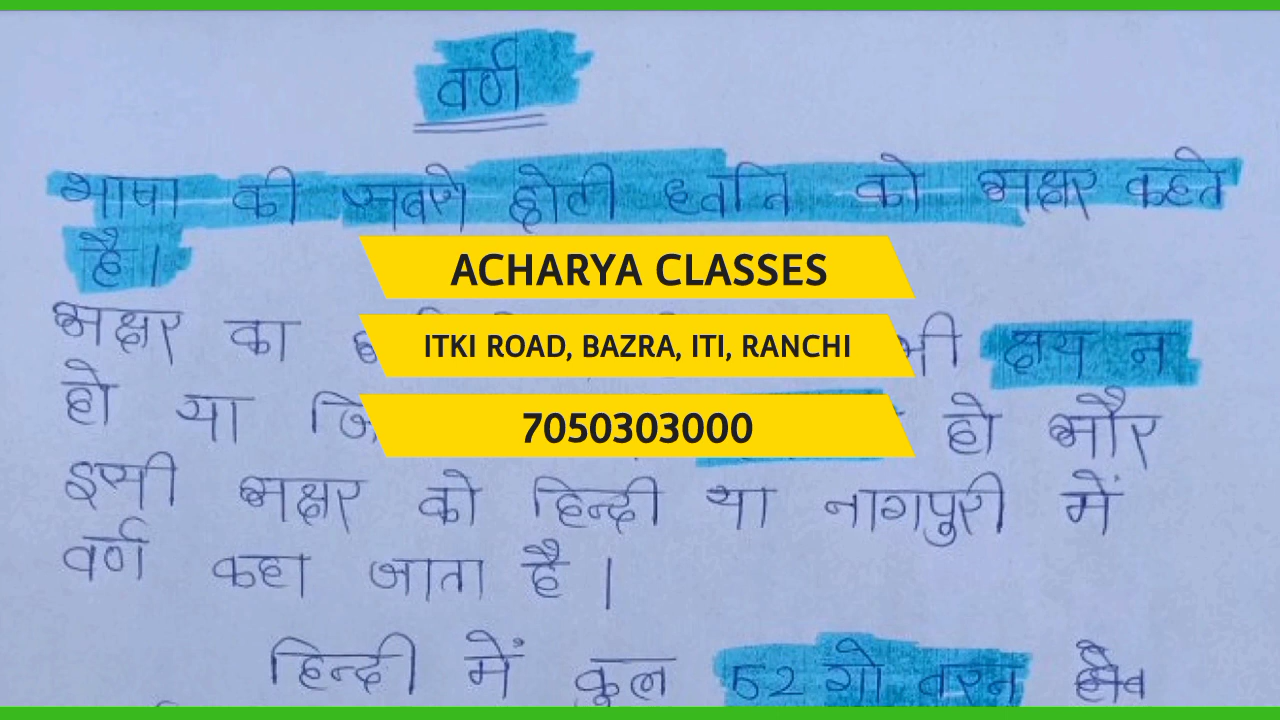 वर्ण
भाषा की सबसे छोटी ध्वनि को अक्षर कहते
है।
ACHARYA CLASSES
अक्षर का
ITKI ROAD, BAZRA, ITI, RANCHI
क्षय न
हो या
7050303000
हो और
इसी अक्षर को हिन्दी या नागपुरी में
वर्ण कहा जाता है।
हिन्दी में कुल 52 गो वरन